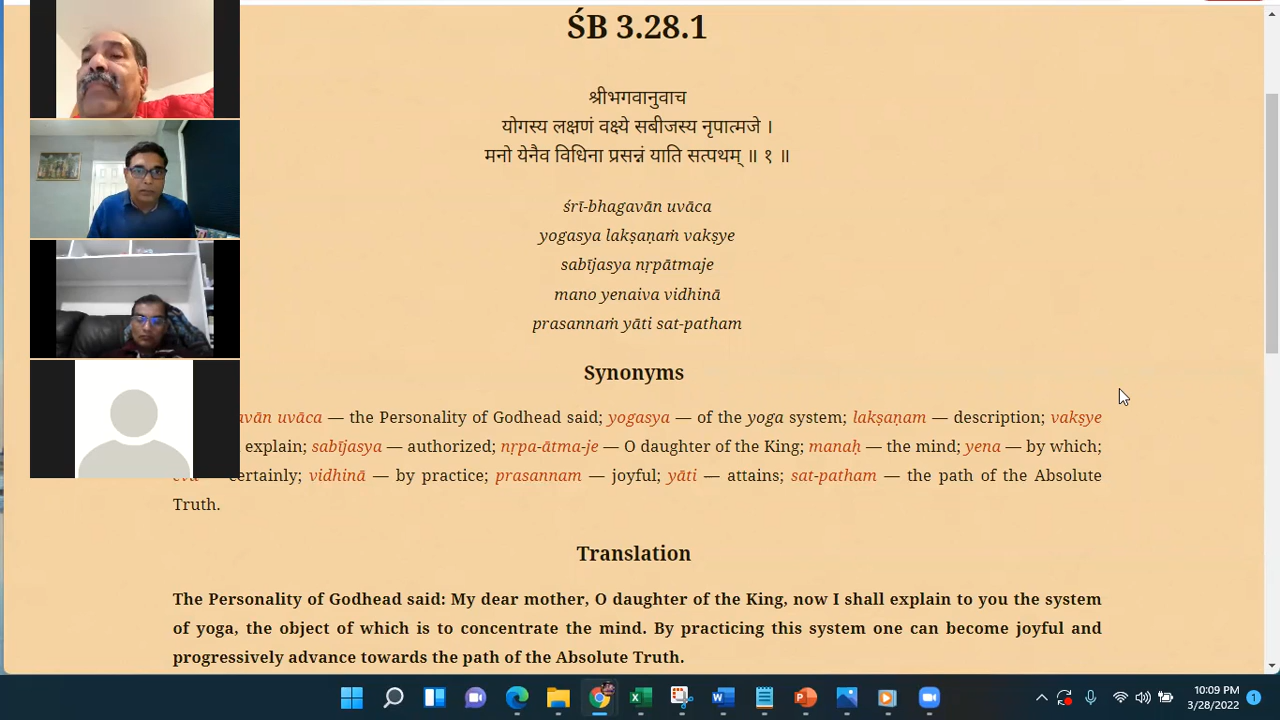 ŚB 3.28.1
श्रीभगवानुवाच
योगस्य लक्षणं वक्ष्ये सबीजस्य नृपात्मजे ।
मनो येनैव विधिना प्रसन्नं याति सत्पथम् ॥ १ ॥
śrī-bhagavān uvāca
yogasya lakṣaṇaṁ vakṣye
sabījasya nṛpātmaje
mano yenaiva vidhinā
prasannaṁ yāti sat-patham
Synonyms
uvāca — the Personality of Godhead said; yogasya — of the yoga system; lakṣaṇam — description; vakṣye
explain; sabījasya — authorized; nṛpa-ātma-je — O daughter of the King; manaḥ — the mind; yena — by which;
certainly; vidhinā — by practice; prasannam — joyful; yāti — attains; sat-patham — the path of the Absolute
Truth.
Translation
The Personality of Godhead said: My dear mother, O daughter of the King, now I shall explain to you the system
of yoga, the object of which is to concentrate the mind. By practicing this system one can become joyful and
progressively advance towards the path of the Absolute Truth.
10:09 PM
3/28/2022
1